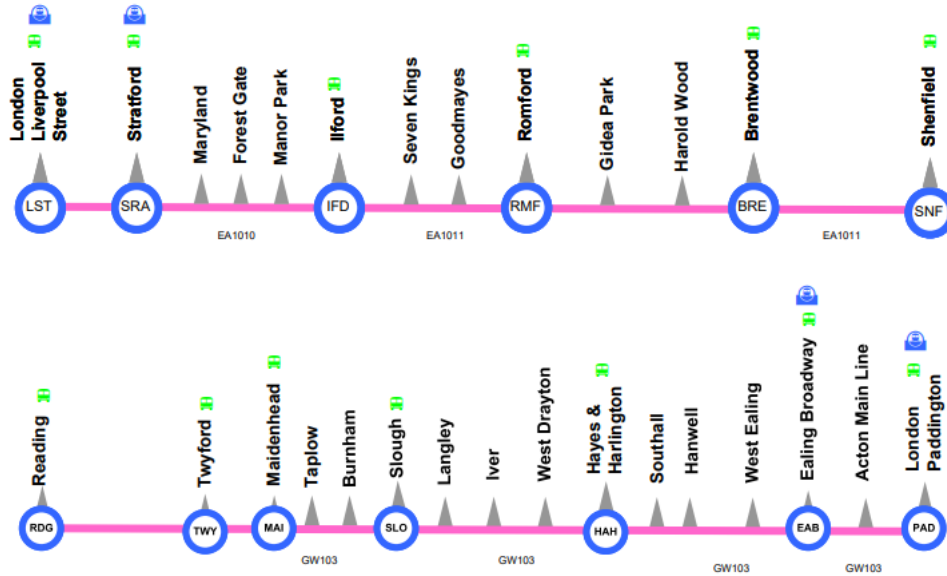 London
Liverpool
Street
Stratford
Maryland
Forest Gate
Manor Park
Ilford
Seven Kings
Goodmayes
Romford
Gidea Park
Harold Wood
Brentwood
Shenfield
LST
SRA
IFD
RMF
BRE
SNF
EA1010
EA1011
EA1011
Reading
Twyford
Maidenhead
Taplow
Burnham
Slough
Langley
Iver
West Drayton
Hayes &
Harlington
Southall
Hanwell
West Ealing
Ealing Broadway
Acton Main Line
London
Paddington
RDG
TWY
MAI
SLO
HAH
EAB
PAD
GW103
GW103
GW103
GW103